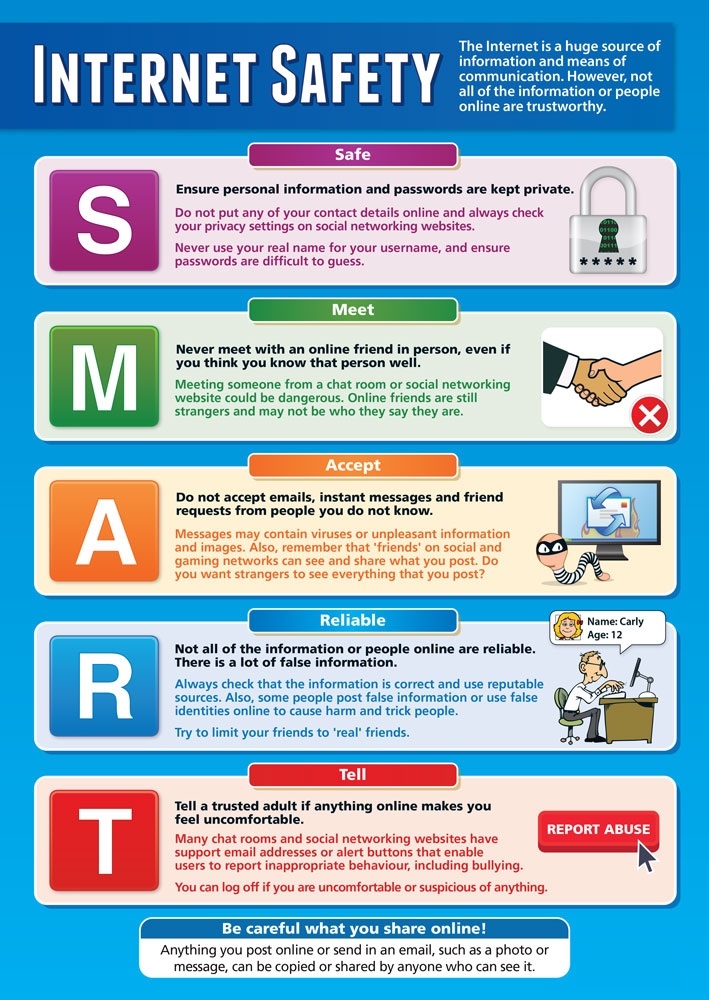 INTERNET SAFETY
The Internet is a huge source of
information and means of
communication. However, not
all of the information or people
online are trustworthy.
Safe
S
Ensure personal information and passwords are kept private.
Do not put any of your contact details online and always check
your privacy settings on social networking websites.
Never use your real name for your username, and ensure
passwords are difficult to guess.
*****
Meet
M
Never meet with an online friend in person, even if
you think you know that person well.
Meeting someone from a chat room or social networking
website could be dangerous. Online friends are still
strangers and may not be who they say they are.
Accept
A
Do not accept emails, instant messages and friend
requests from people you do not know.
Messages may contain viruses or unpleasant information
and images. Also, remember that 'friends' on social and
gaming networks can see and share what you post. Do
you want strangers to see everything that you post?
Reliable
Name: Carly
Age: 12
R
Not all of the information or people online are reliable.
There is a lot of false information.
Always check that the information is correct and use reputable
sources. Also, some people post false information or use false
identities online to cause harm and trick people.
Try to limit your friends to 'real' friends.
Tell
T
Tell a trusted adult if anything online makes you
feel uncomfortable.
Many chat rooms and social networking websites have
support email addresses or alert buttons that enable
users to report inappropriate behaviour, including bullying.
You can log off if you are uncomfortable or suspicious of anything.
REPORT ABUSE
Be careful what you share online!
Anything you post online or send in an email, such as a photo or
message, can be copied or shared by anyone who can see it.